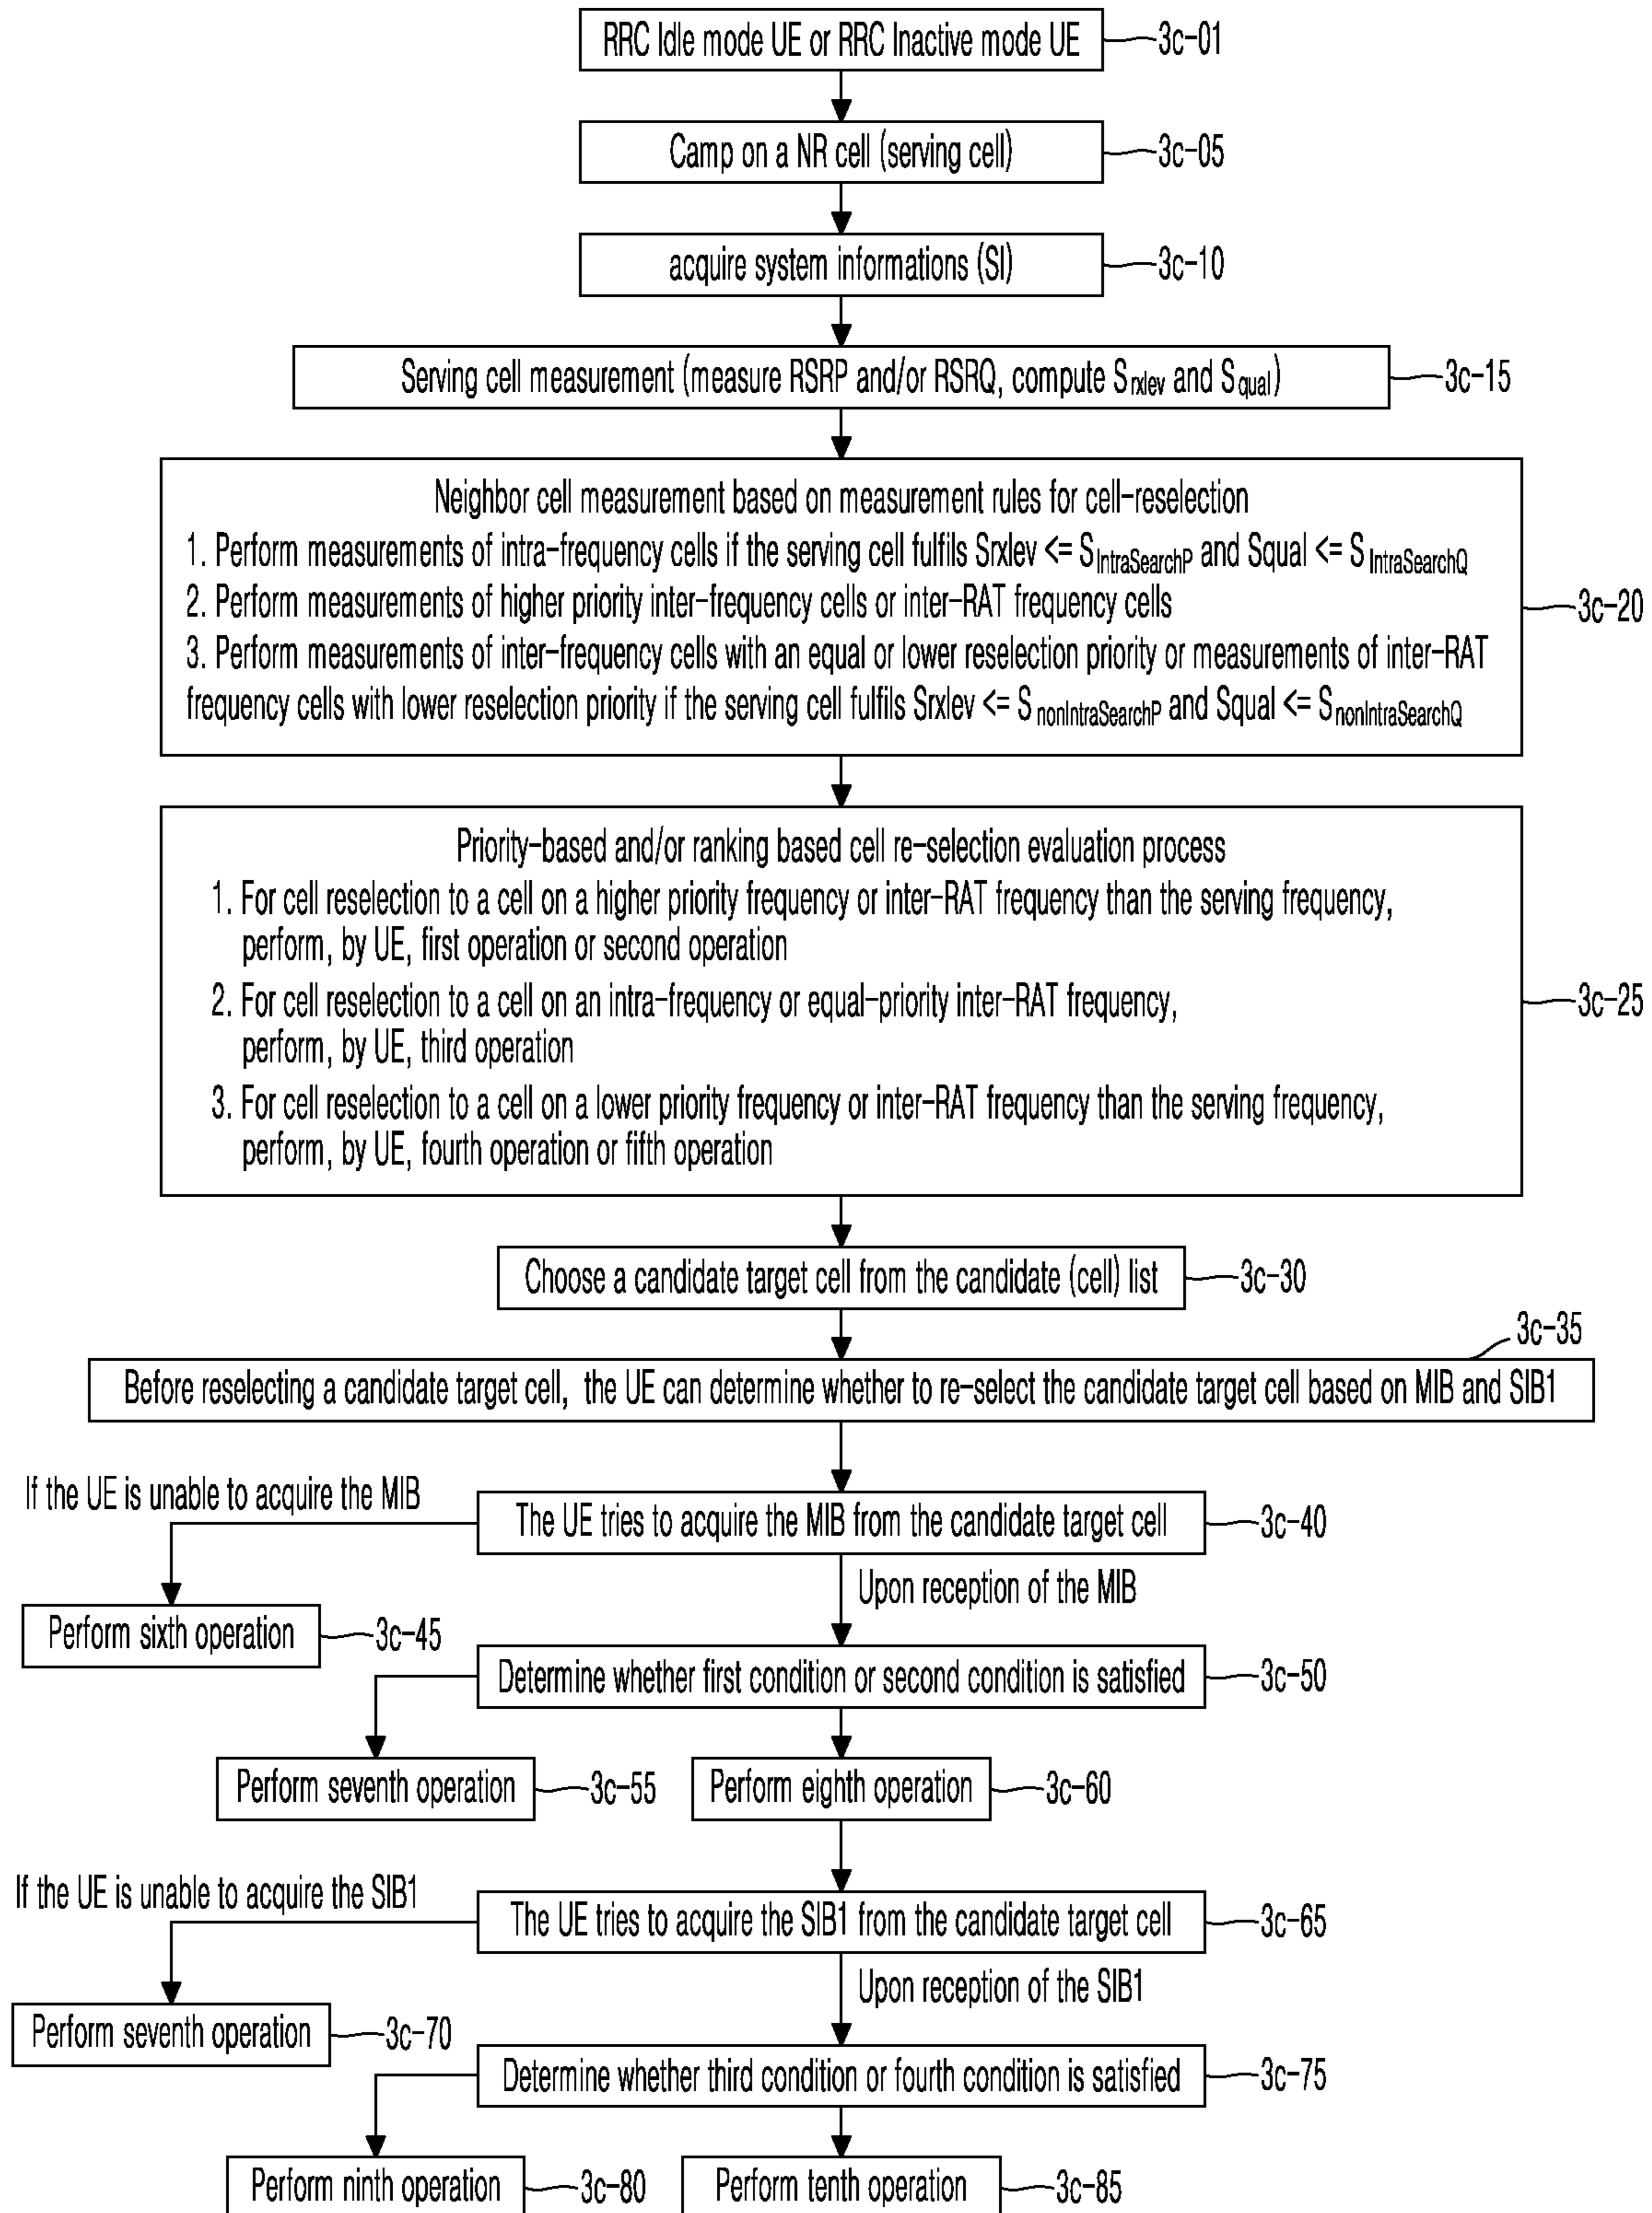 RRC Idle mode UE or RRC Inactive mode UE
3c-01
Camp on a NR cell (serving cell)
3c-05
acquire system informations (SI)
3c-10
Serving cell measurement (measure RSRP and/or RSRQ, compute Srxlev and Squal)
3c-15
Neighbor cell measurement based on measurement rules for cell-reselection
1. Perform measurements of intra-frequency cells if the serving cell fulfils Srxlev <= SIntraSearchP and Squal <= SIntraSearchQ
2. Perform measurements of higher priority inter-frequency cells or inter-RAT frequency cells
3. Perform measurements of inter-frequency cells with an equal or lower reselection priority or measurements of inter-RAT
frequency cells with lower reselection priority if the serving cell fulfils Srxlev <= SnonIntraSearchP and Squal <= SnonIntraSearchQ
3c-20
Priority-based and/or ranking based cell re-selection evaluation process
1. For cell reselection to a cell on a higher priority frequency or inter-RAT frequency than the serving frequency,
perform, by UE, first operation or second operation
2. For cell reselection to a cell on an intra-frequency or equal-priority inter-RAT frequency,
perform, by UE, third operation
3. For cell reselection to a cell on a lower priority frequency or inter-RAT frequency than the serving frequency,
perform, by UE, fourth operation or fifth operation
3c-25
Choose a candidate target cell from the candidate (cell) list
3c-30
3c-35
Before reselecting a candidate target cell, the UE can determine whether to re-select the candidate target cell based on MIB and SIB1
If the UE is unable to acquire the MIB
The UE tries to acquire the MIB from the candidate target cell
3c-40
Upon reception of the MIB
Perform sixth operation
3c-45
Determine whether first condition or second condition is satisfied
3c-50
Perform seventh operation
3c-55
Perform eighth operation
3c-60
If the UE is unable to acquire the SIB1
The UE tries to acquire the SIB1 from the candidate target cell
3c-65
Upon reception of the SIB1
Perform seventh operation
3c-70
Determine whether third condition or fourth condition is satisfied
3c-75
Perform ninth operation
3c-80
Perform tenth operation
3c-85